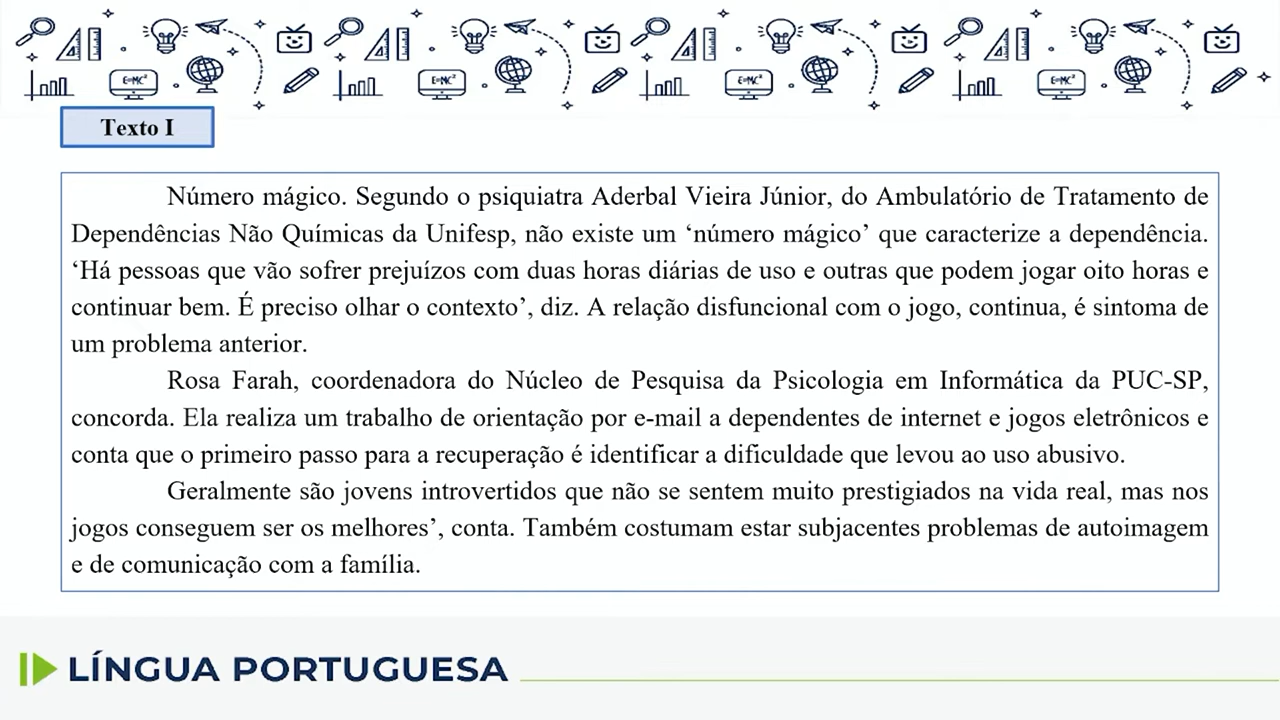 E=MC² E=MC² E=MC² E=MC²
Texto I
Número mágico. Segundo o psiquiatra Aderbal Vieira Júnior, do Ambulatório de Tratamento de
Dependências Não Químicas da Unifesp, não existe um ‘número mágico’ que caracterize a dependência.
‘Há pessoas que vão sofrer prejuízos com duas horas diárias de uso e outras que podem jogar oito horas e
continuar bem. É preciso olhar o contexto’, diz. A relação disfuncional com o jogo, continua, é sintoma de
um problema anterior.
Rosa Farah, coordenadora do Núcleo de Pesquisa da Psicologia em Informática da PUC-SP,
concorda. Ela realiza um trabalho de orientação por e-mail a dependentes de internet e jogos eletrônicos e
conta que o primeiro passo para a recuperação é identificar a dificuldade que levou ao uso abusivo.
Geralmente são jovens introvertidos que não se sentem muito prestigiados na vida real, mas nos
jogos conseguem ser os melhores’, conta. Também costumam estar subjacentes problemas de autoimagem
e de comunicação com a família.
LÍNGUA PORTUGUESA